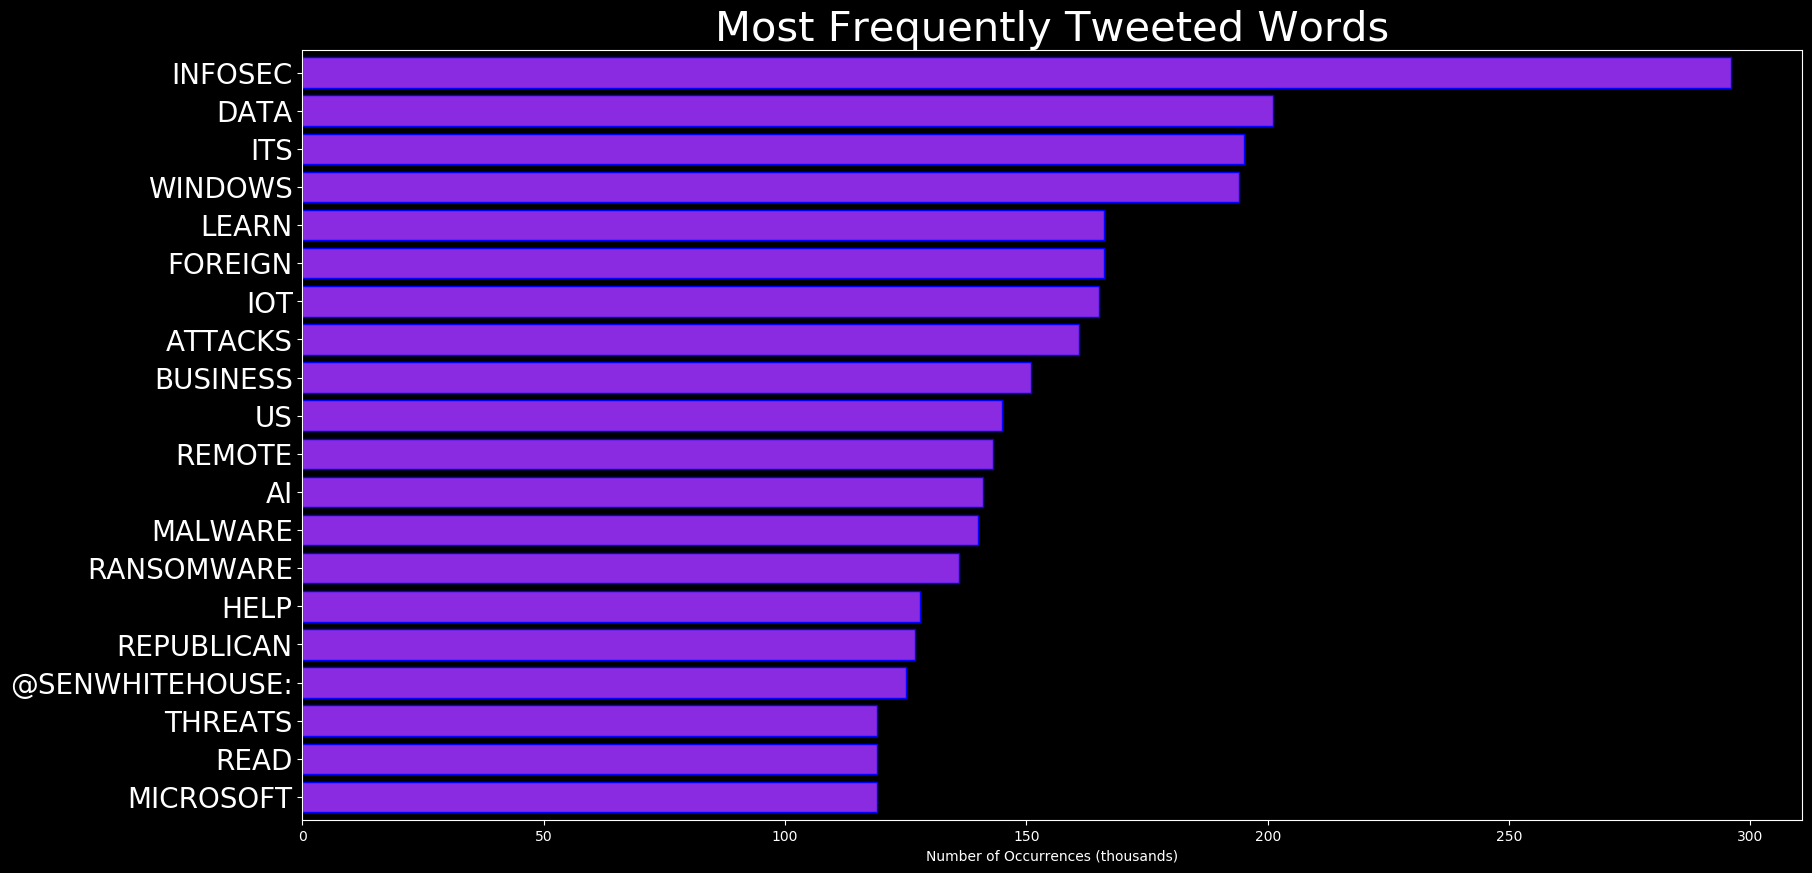 Most Frequently Tweeted Words
INFOSEC
DATA
ITS
WINDOWS
LEARN
FOREIGN
IOT
ATTACKS
BUSINESS
US
REMOTE
AI
MALWARE
RANSOMWARE
HELP
REPUBLICAN
@SENWHITEHOUSE:
THREATS
READ
MICROSOFT
0 50 100 150 200 250 300
Number of Occurrences (thousands)